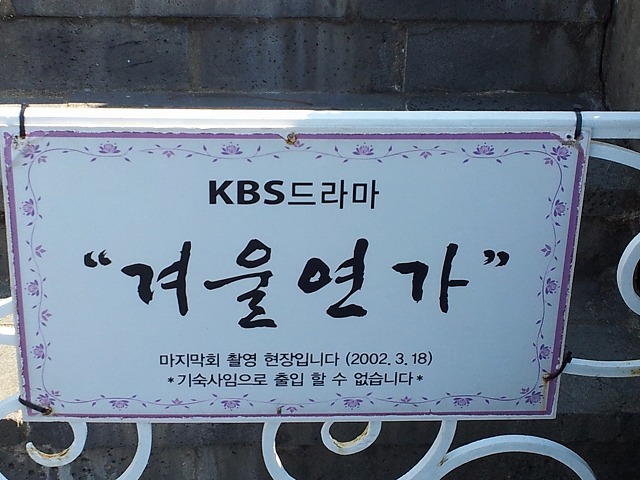 KBS드라마
“겨울연가”
마지막회 촬영 현장입니다 (2002. 3. 18)
*기숙사임으로 출입 할 수 없습니다*